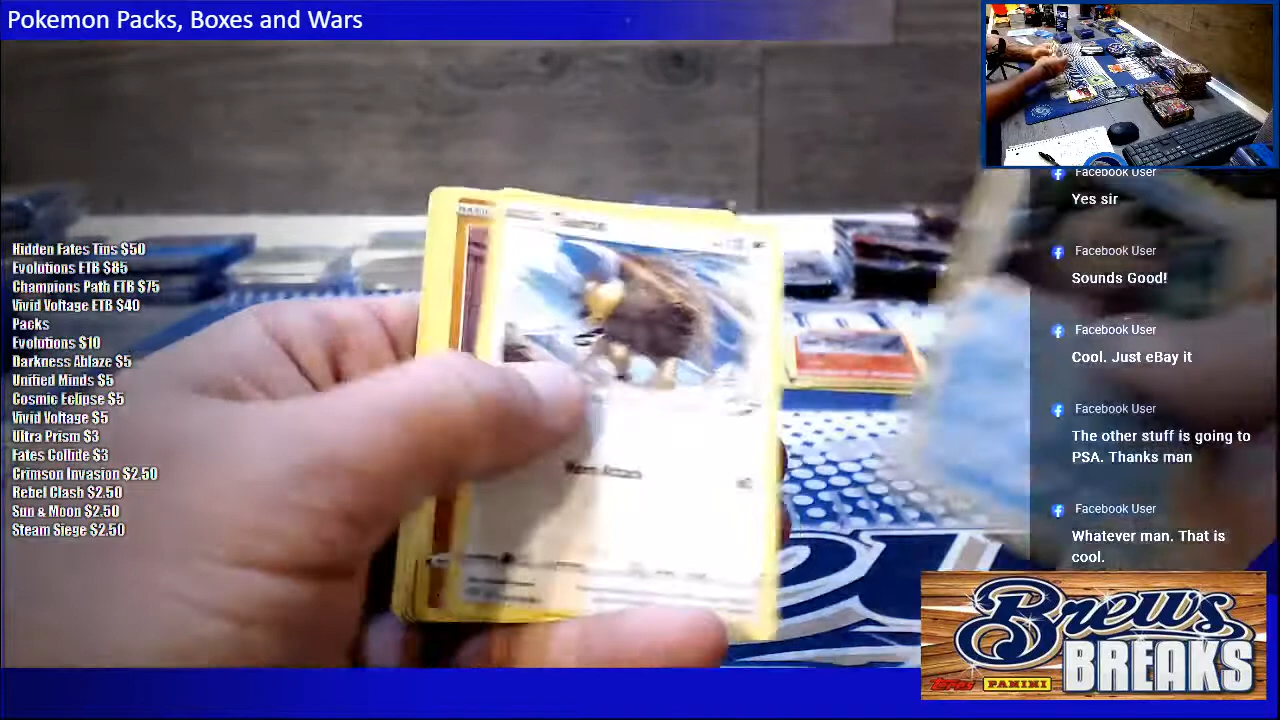 Pokemon Packs, Boxes and Wars
Hidden Fates Tins $50
Evolutions ETB $85
Champions Path ETB $75
Vivid Voltage ETB $40
Packs
Evolutions $10
Darkness Ablaze $5
Unified Minds $5
Cosmic Eclipse $5
Vivid Voltage $5
Ultra Prism $3
Fates Collide $3
Crimson Invasion $2.50
Rebel Clash $2.50
Sun & Moon $2.50
Steam Siege $2.50
Horn Attack
Facebook User
Yes sir
Facebook User
Sounds Good!
Facebook User
Cool. Just eBay it
Facebook User
The other stuff is going to
PSA. Thanks man
Facebook User
Whatever man. That is
cool.
Brews
BREAKS
Topps PANINI